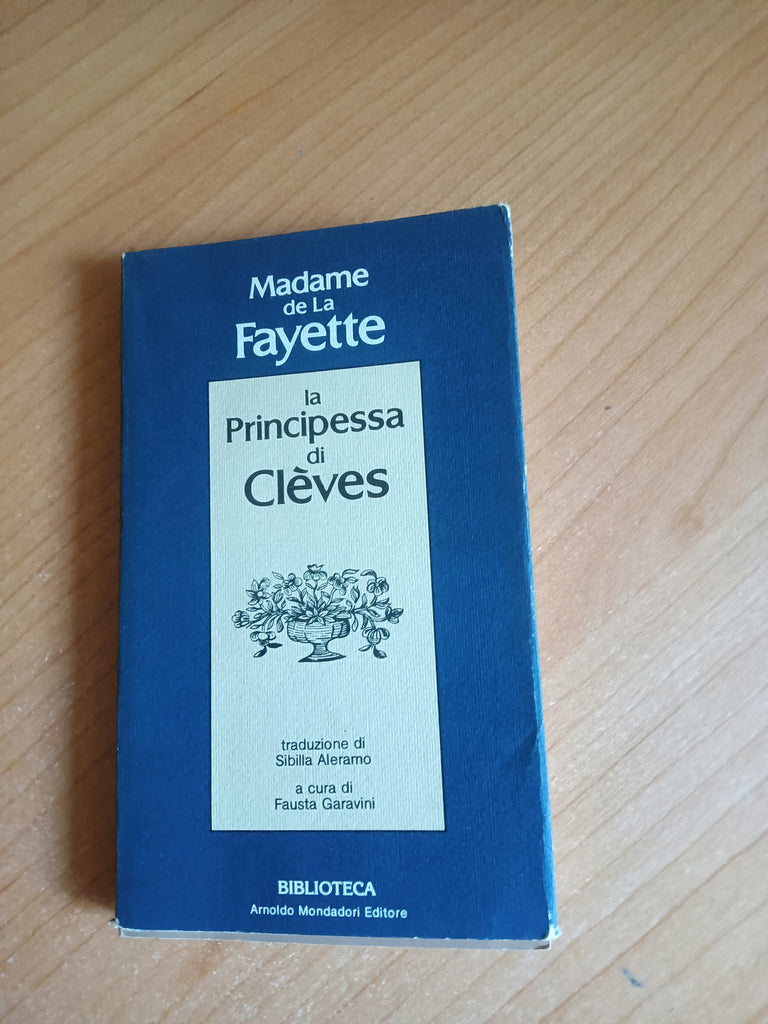 Madame
de La
Fayette
la
Principessa
di
Clèves
traduzione di
Sibilla Aleramo
a cura di
Fausta Garavini
BIBLIOTECA
Arnoldo Mondadori Editore